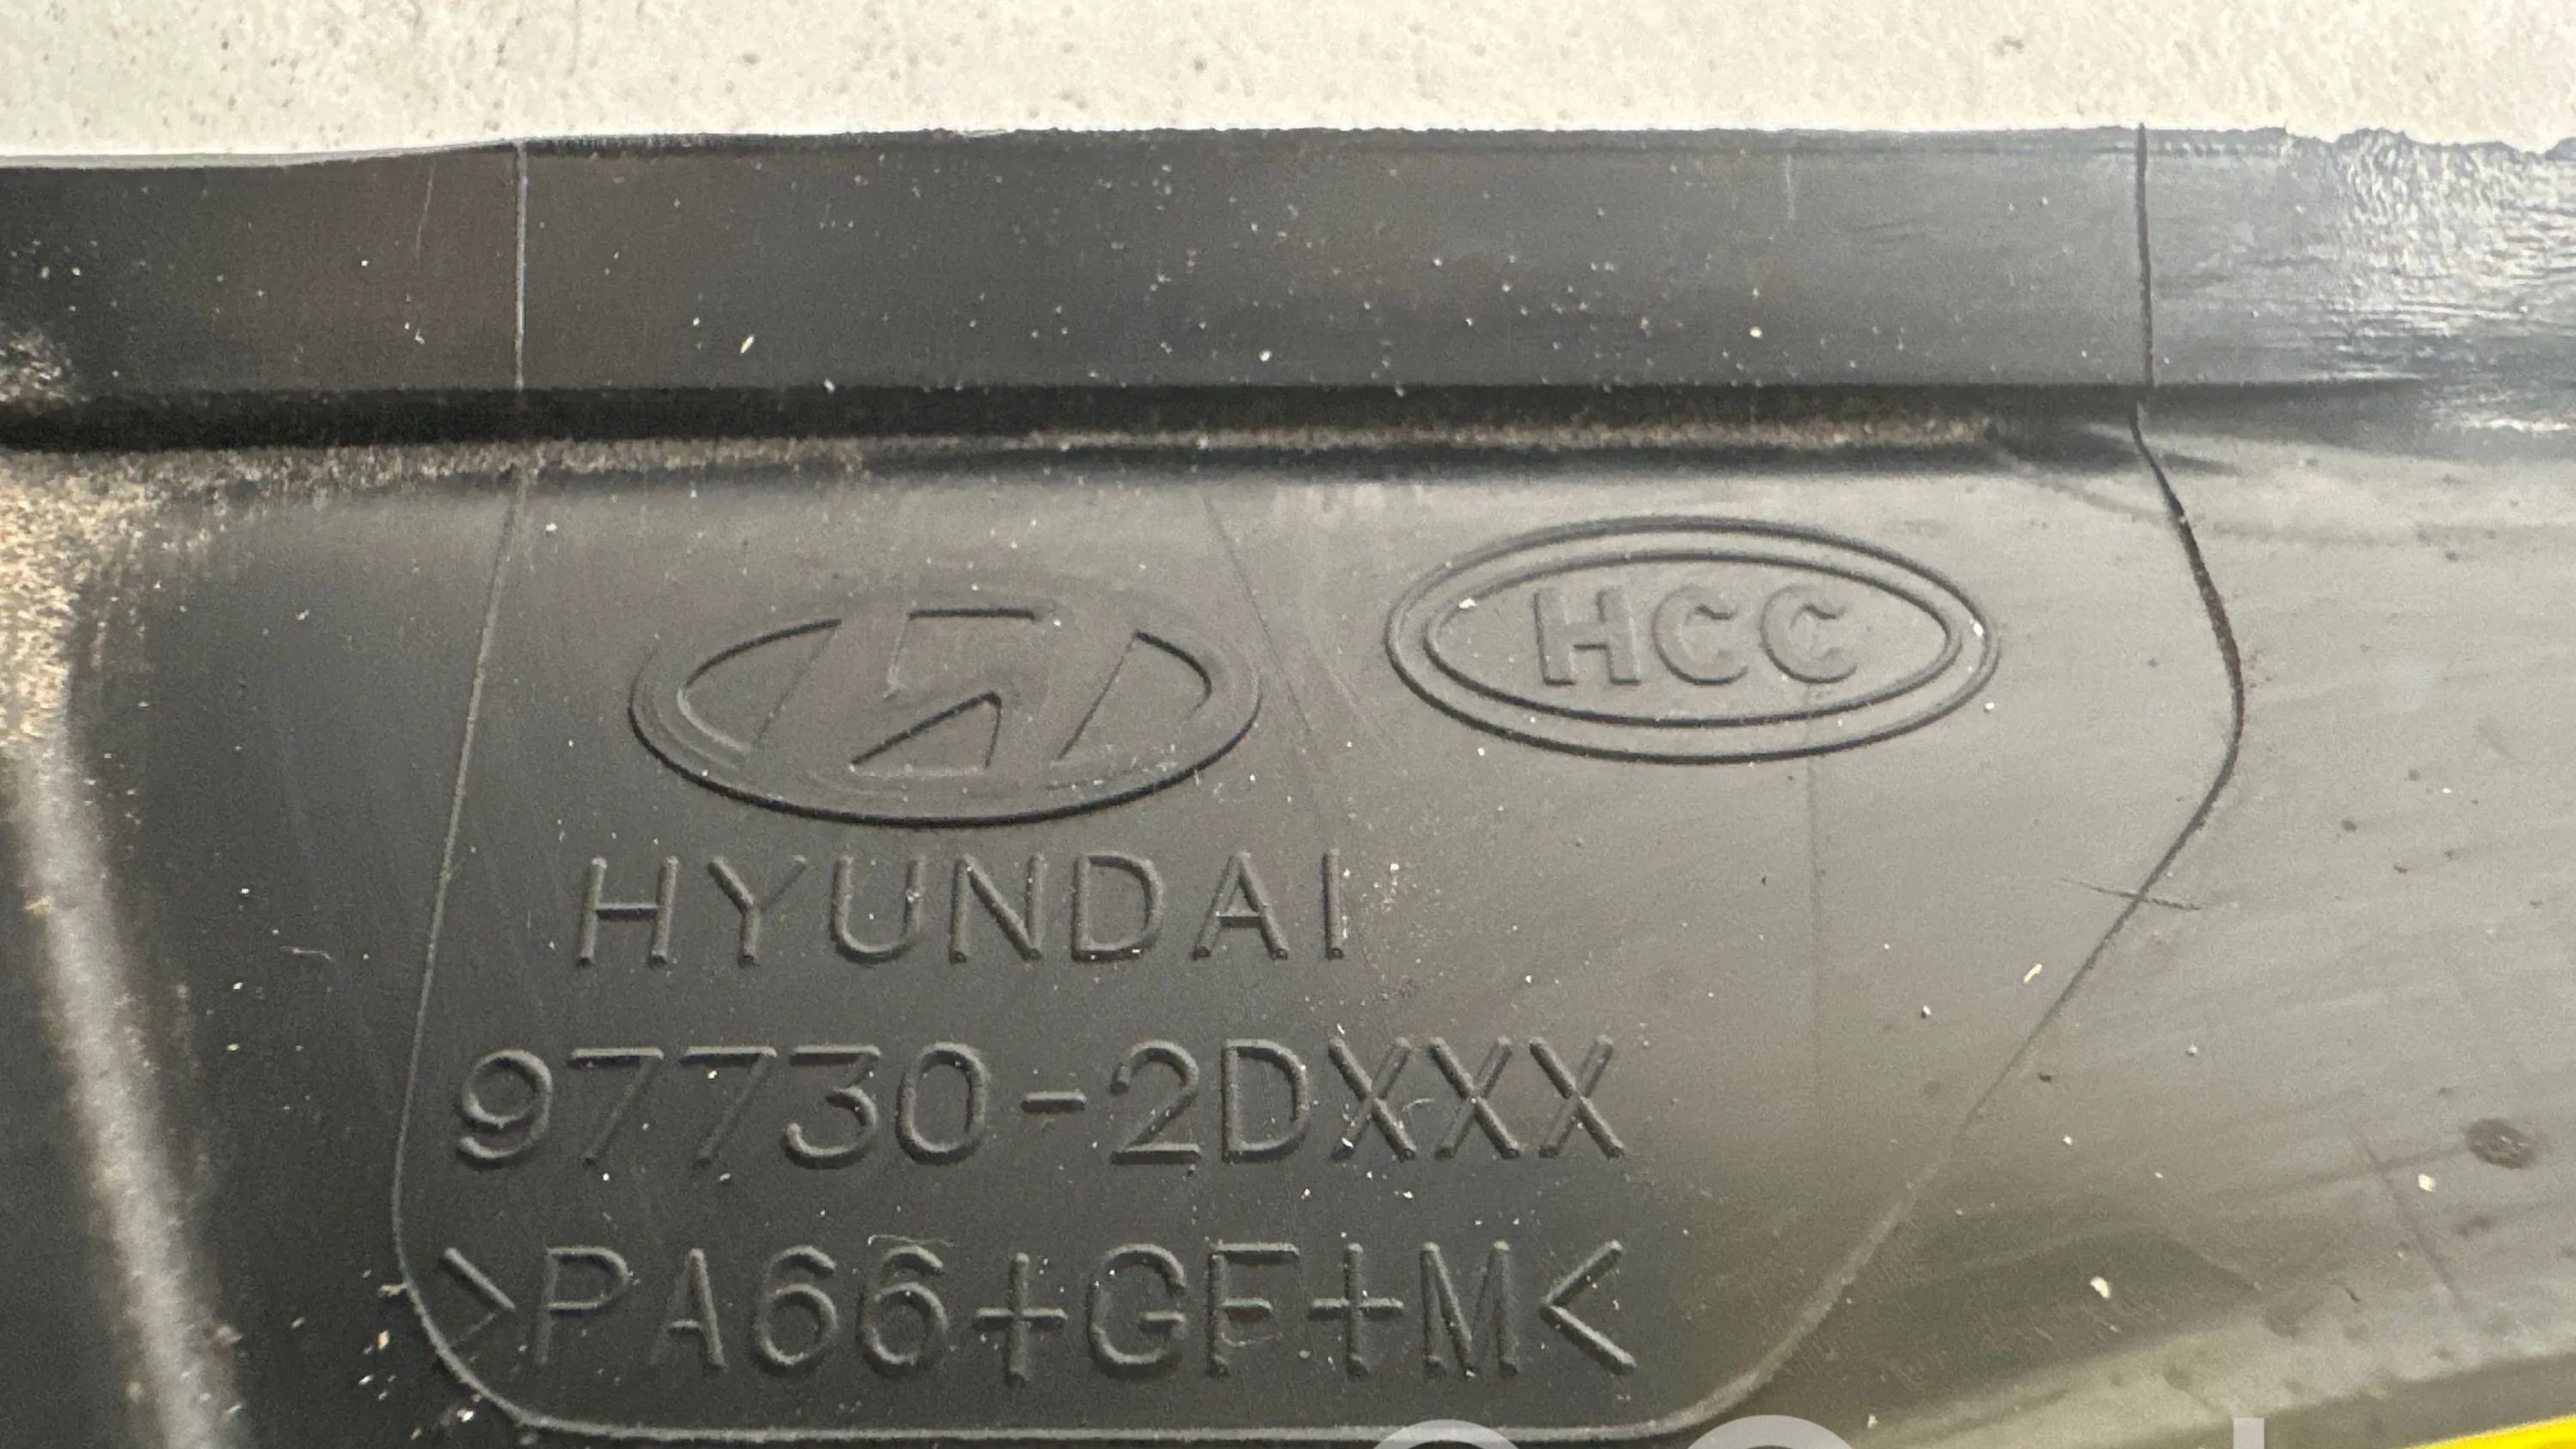 HCC
HYUNDAI
97730-2DXXX
>PA66+GF+M<